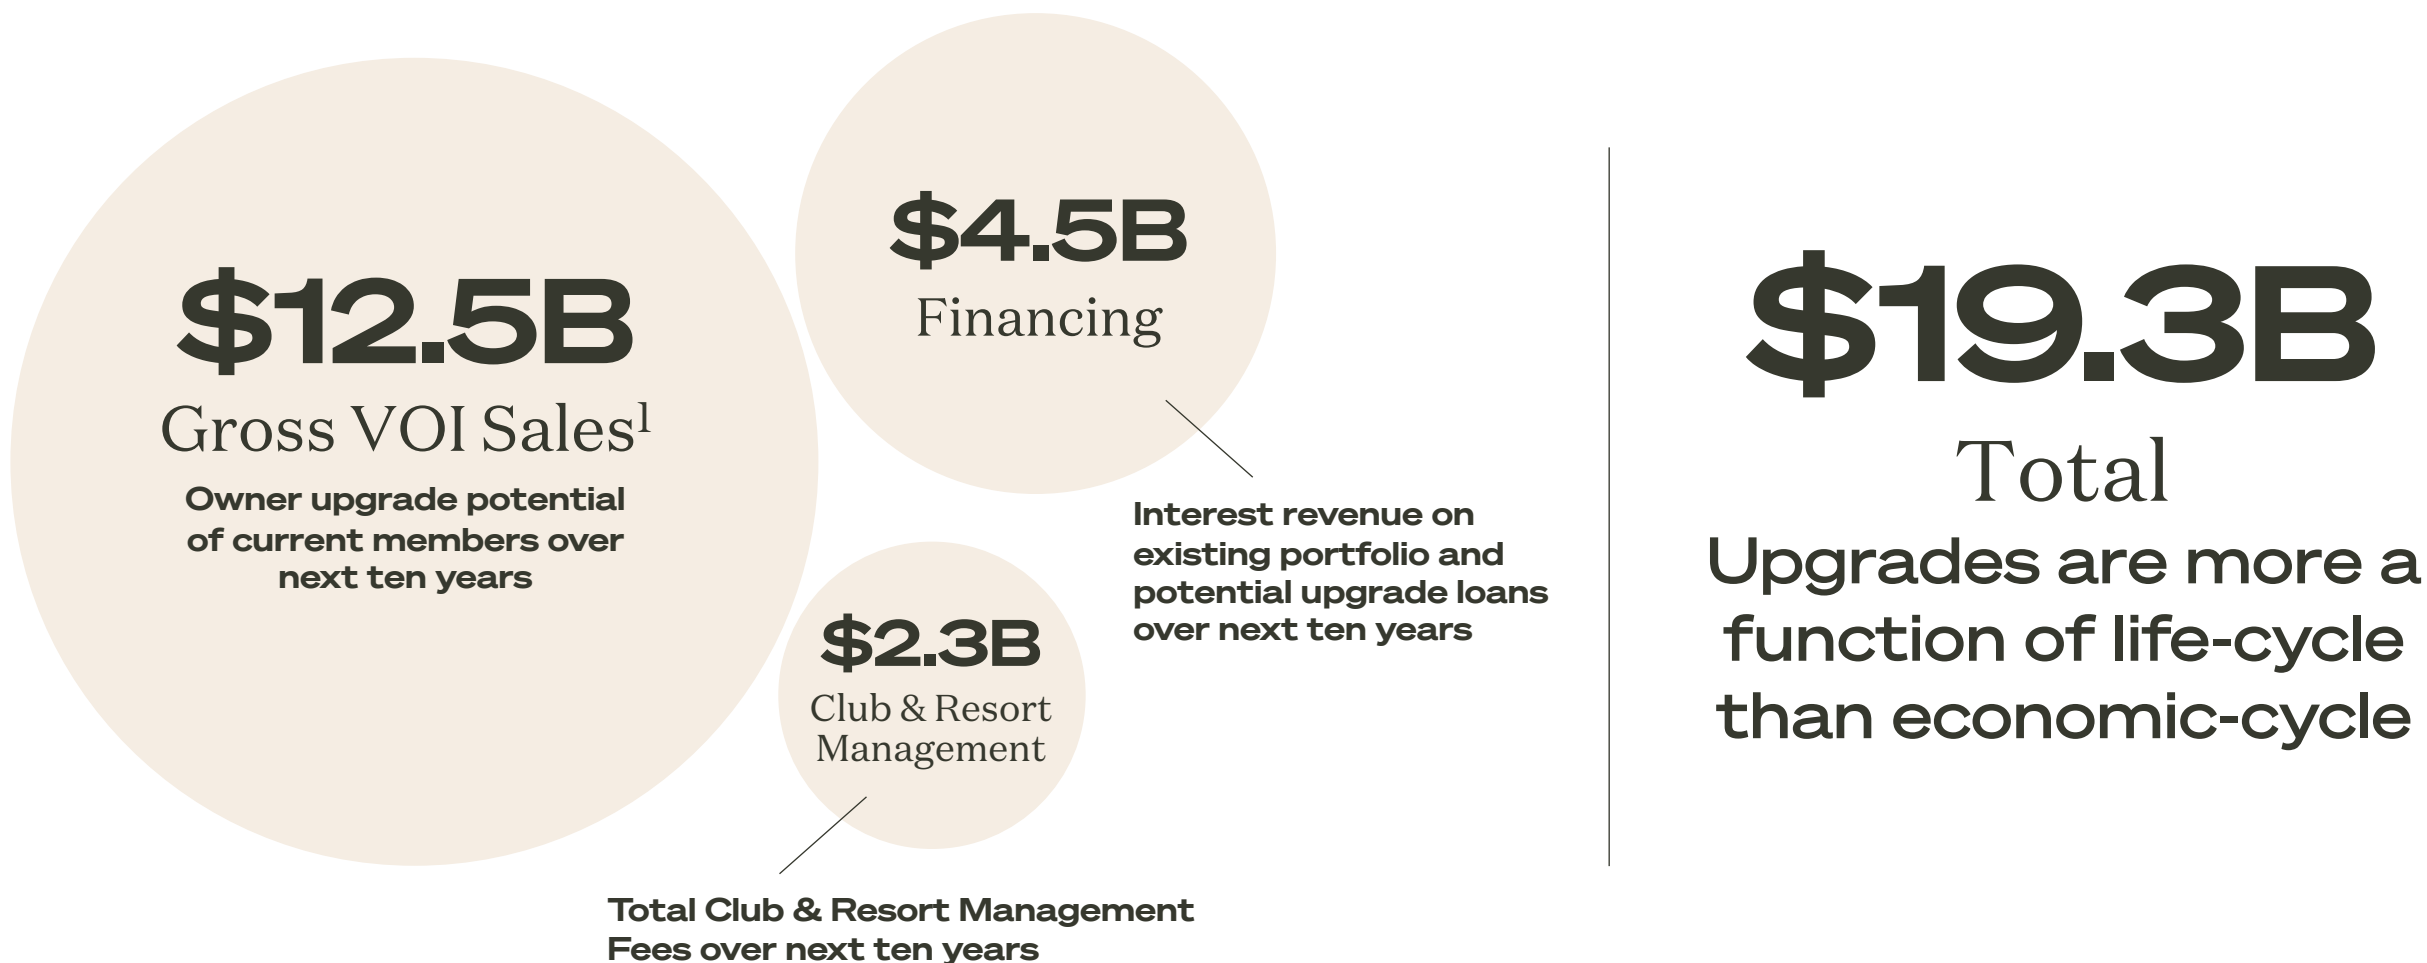 $12.5B
Gross VOI Sales¹
Owner upgrade potential
of current members over
next ten years
$4.5B
Financing
Interest revenue on
existing portfolio and
potential upgrade loans
over next ten years
$2.3B
Club & Resort
Management
Total Club & Resort Management
Fees over next ten years
$19.3B
Total
Upgrades are more a
function of life-cycle
than economic-cycle